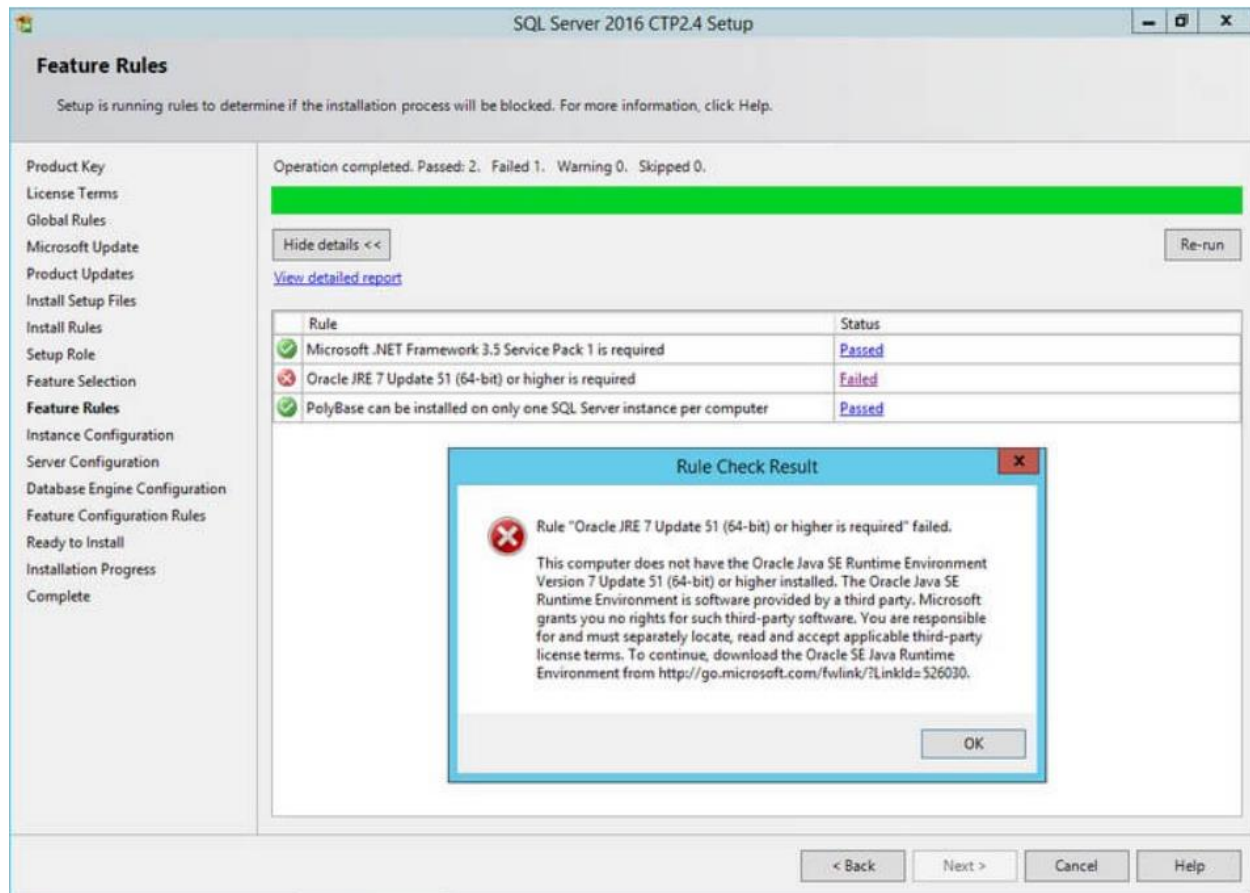 SQL Server 2016 CTP2.4 Setup
Feature Rules
Setup is running rules to determine if the installation process will be blocked. For more information, click Help.
Product Key
License Terms
Global Rules
Microsoft Update
Product Updates
Install Setup Files
Install Rules
Setup Role
Feature Selection
Feature Rules
Instance Configuration
Server Configuration
Database Engine Configuration
Feature Configuration Rules
Ready to Install
Installation Progress
Complete
Operation completed. Passed: 2. Failed 1. Warning 0. Skipped 0.
Hide details <<
Re-run
View detailed report
Rule Status
Microsoft .NET Framework 3.5 Service Pack 1 is required Passed
Oracle JRE 7 Update 51 (64-bit) or higher is required Failed
PolyBase can be installed on only one SQL Server instance per computer Passed
Rule Check Result
Rule "Oracle JRE 7 Update 51 (64-bit) or higher is required" failed.
This computer does not have the Oracle Java SE Runtime Environment
Version 7 Update 51 (64-bit) or higher installed. The Oracle Java SE
Runtime Environment is software provided by a third party. Microsoft
grants you no rights for such third-party software. You are responsible
for and must separately locate, read and accept applicable third-party
license terms. To continue, download the Oracle SE Java Runtime
Environment from http://go.microsoft.com/fwlink/?LinkId=526030.
OK
< Back Next > Cancel Help